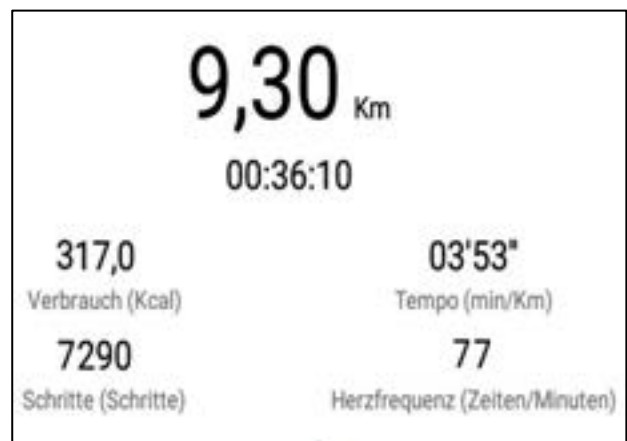 9,30 Km
00:36:10
317,0 03'53"
Verbrauch (Kcal) Tempo (min/Km)
7290 77
Schritte (Schritte) Herzfrequenz (Zeiten/Minuten)